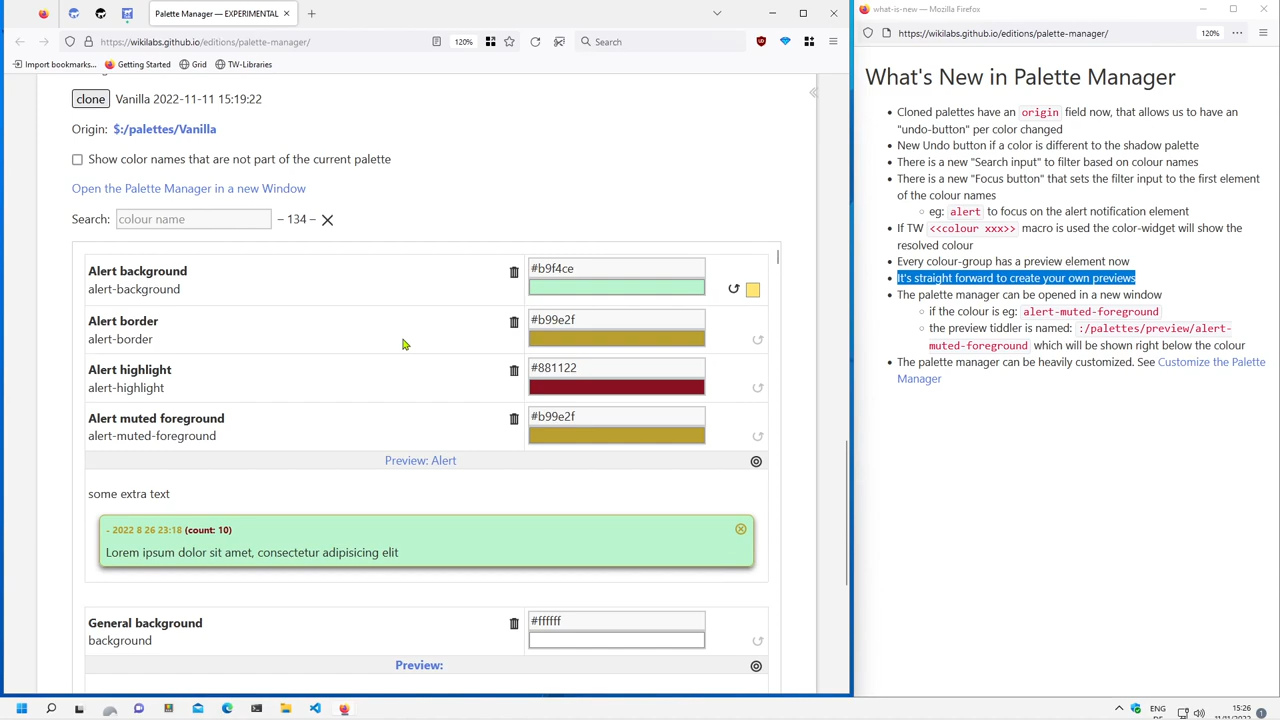 Palette Manager — EXPERIMENTAL
https://wikilabs.github.io/editions/palette-manager/
120%
Search
Import bookmarks...
Getting Started
Grid
TW-Libraries
clone Vanilla 2022-11-11 15:19:22
Origin: $:/palettes/Vanilla
Show color names that are not part of the current palette
Open the Palette Manager in a new Window
Search: colour name – 134 –
Alert background
alert-background
#b9f4ce
Alert border
alert-border
#b99e2f
Alert highlight
alert-highlight
#881122
Alert muted foreground
alert-muted-foreground
#b99e2f
Preview: Alert
some extra text
- 2022 8 26 23:18 (count: 10)
Lorem ipsum dolor sit amet, consectetur adipisicing elit
General background
background
#ffffff
Preview:
what-is-new — Mozilla Firefox
https://wikilabs.github.io/editions/palette-manager/
120%
What's New in Palette Manager
Cloned palettes have an origin field now, that allows us to have an
"undo-button" per color changed
New Undo button if a color is different to the shadow palette
There is a new "Search input" to filter based on colour names
There is a new "Focus button" that sets the filter input to the first element
of the colour names
eg: alert to focus on the alert notification element
If TW <<colour xxx>> macro is used the color-widget will show the
resolved colour
Every colour-group has a preview element now
It's straight forward to create your own previews
The palette manager can be opened in a new window
if the colour is eg: alert-muted-foreground
the preview tiddler is named: :/palettes/preview/alert-
muted-foreground which will be shown right below the colour
The palette manager can be heavily customized. See Customize the Palette
Manager
ENG
15:26